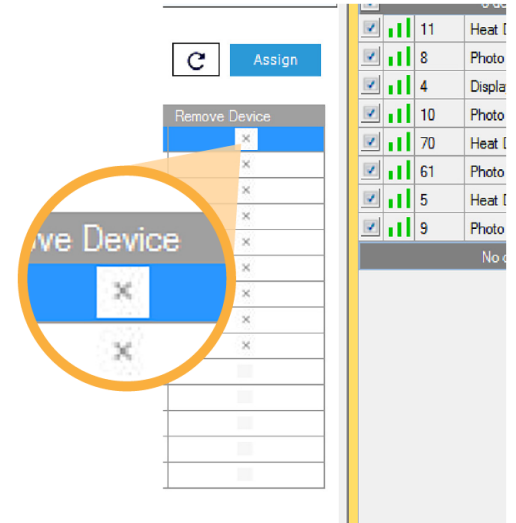 Assign
Remove Device
ve Device
11 Heat D
8 Photo
4 Displa
10 Photo
70 Heat D
61 Photo
5 Heat D
9 Photo
No